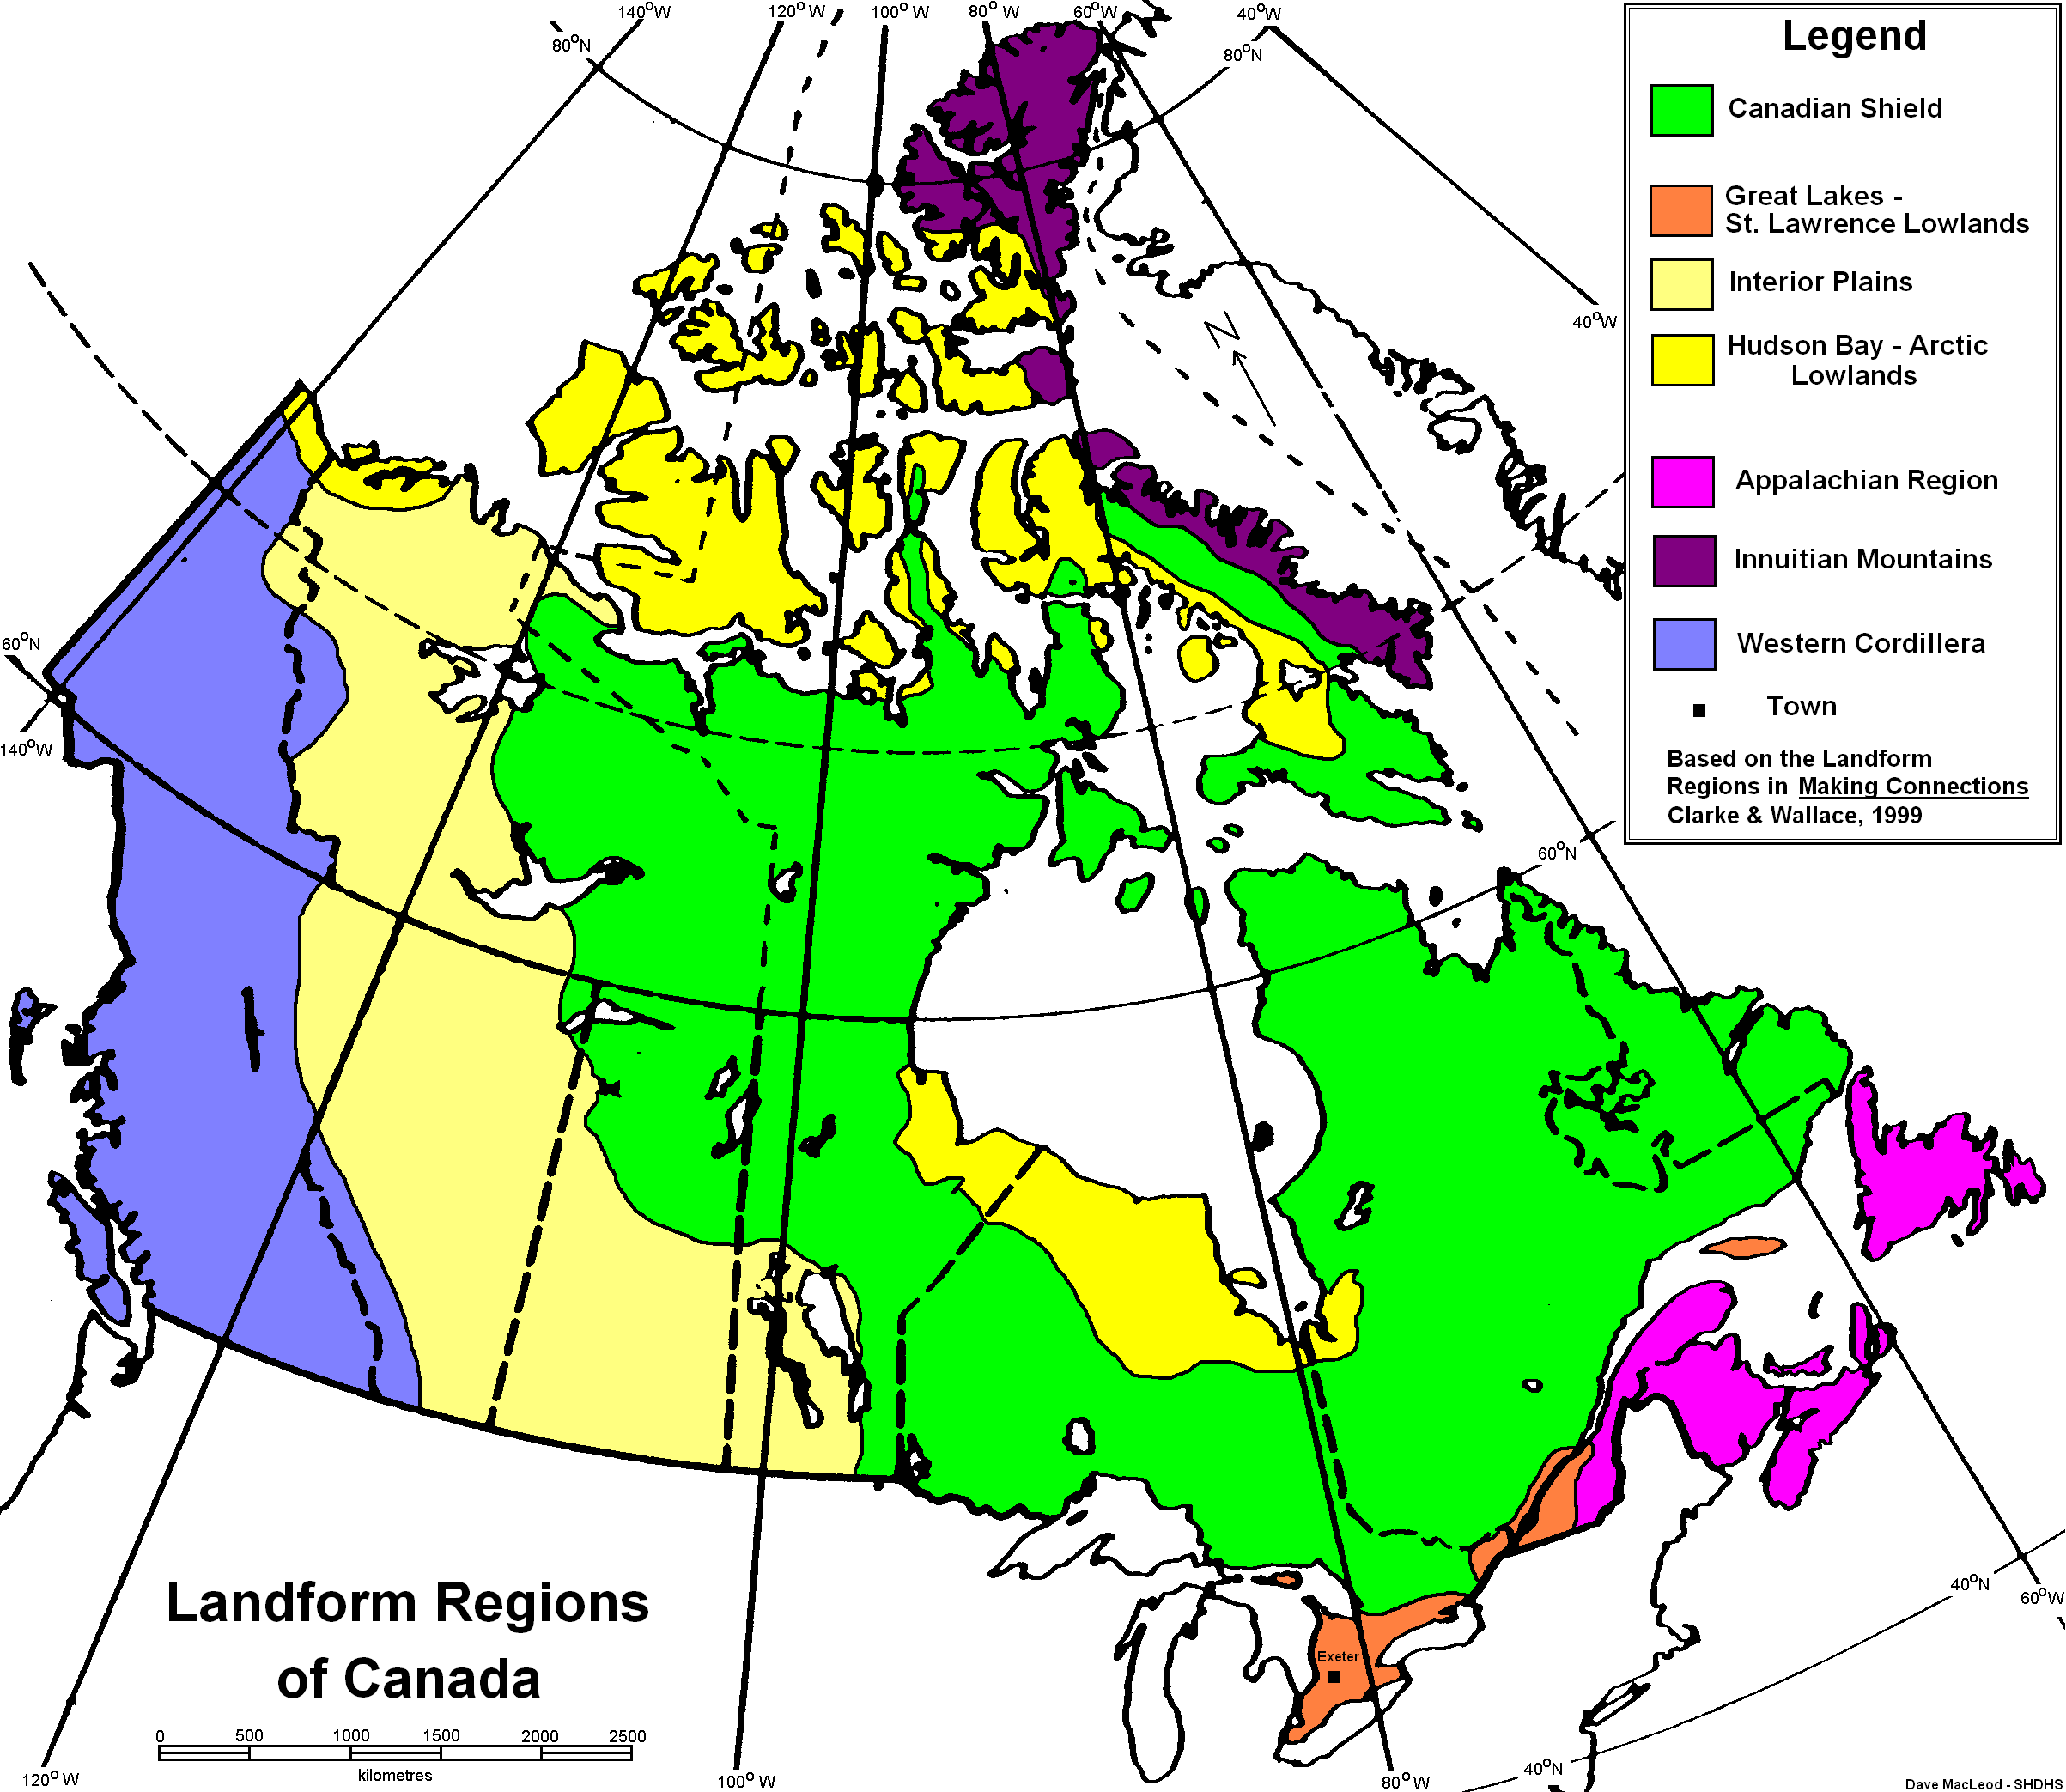 140°W
120° W
100° W
80° W
60°W
40°W
80°N
80°N
Legend
Canadian Shield
Great Lakes -
St. Lawrence Lowlands
Interior Plains
Hudson Bay - Arctic
Lowlands
Appalachian Region
Innuitian Mountains
Western Cordillera
Town
Based on the Landform
Regions in Making Connections
Clarke & Wallace, 1999
40°W
N
60°N
140°W
60°N
Landform Regions
of Canada
0 500 1000 1500 2000 2500
kilometres
Exeter
40°N
60°W
40°N
120° W
100° W
80° W
Dave MacLeod - SHDHS